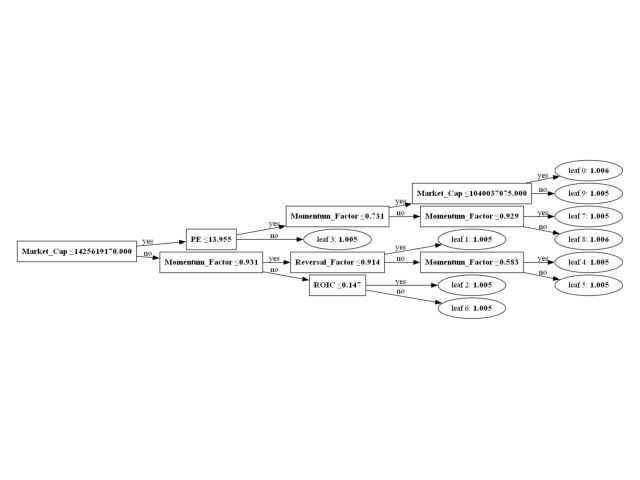 yes
leaf 0: 1.006
Market_Cap ≤1040037075.000
no
leaf 9: 1.005
yes
Momentum_Factor ≤0.731
no
Momentum_Factor ≤0.929
yes
leaf 7: 1.005
no
leaf 8: 1.006
yes
PE ≤13.955
no
leaf 3: 1.005
Market_Cap ≤1425619170.000
yes
no
Momentum_Factor ≤0.931
yes
Reversal_Factor ≤0.914
yes
leaf 1: 1.005
no
Momentum_Factor ≤0.583
yes
leaf 4: 1.005
no
leaf 5: 1.005
no
ROIC ≤0.147
yes
leaf 2: 1.005
no
leaf 6: 1.005